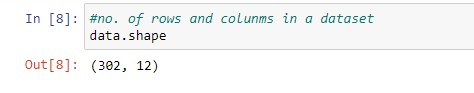 In [8]: #no. of rows and colunms in a dataset
data.shape
Out[8]: (302, 12)